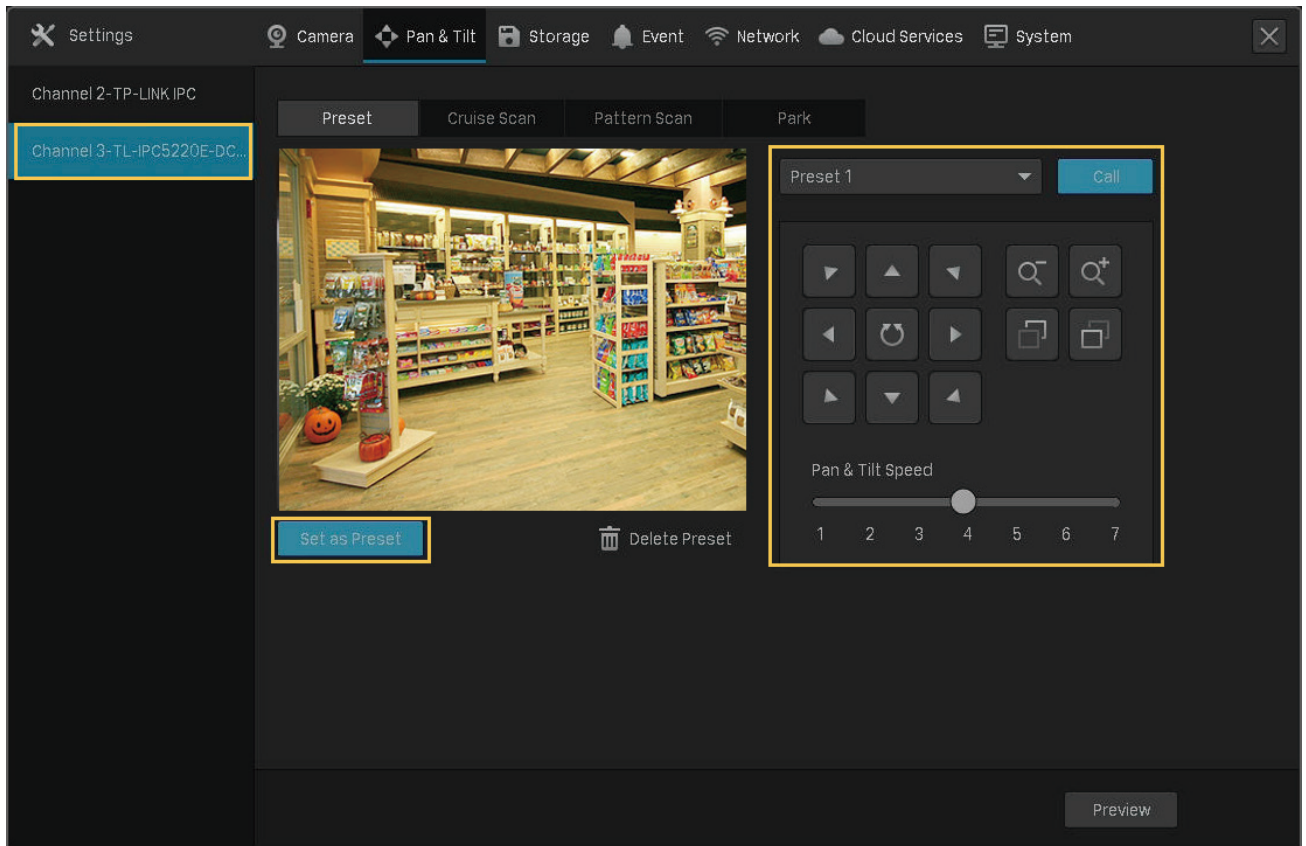 Settings
Camera
Pan & Tilt
Storage
Event
Network
Cloud Services
System
Channel 2-TP-LINK IPC
Channel 3-TL-IPC5220E-DC...
Preset
Cruise Scan
Pattern Scan
Park
Preset 1
Call
Pan & Tilt Speed
1 2 3 4 5 6 7
Set as Preset
Delete Preset
Preview